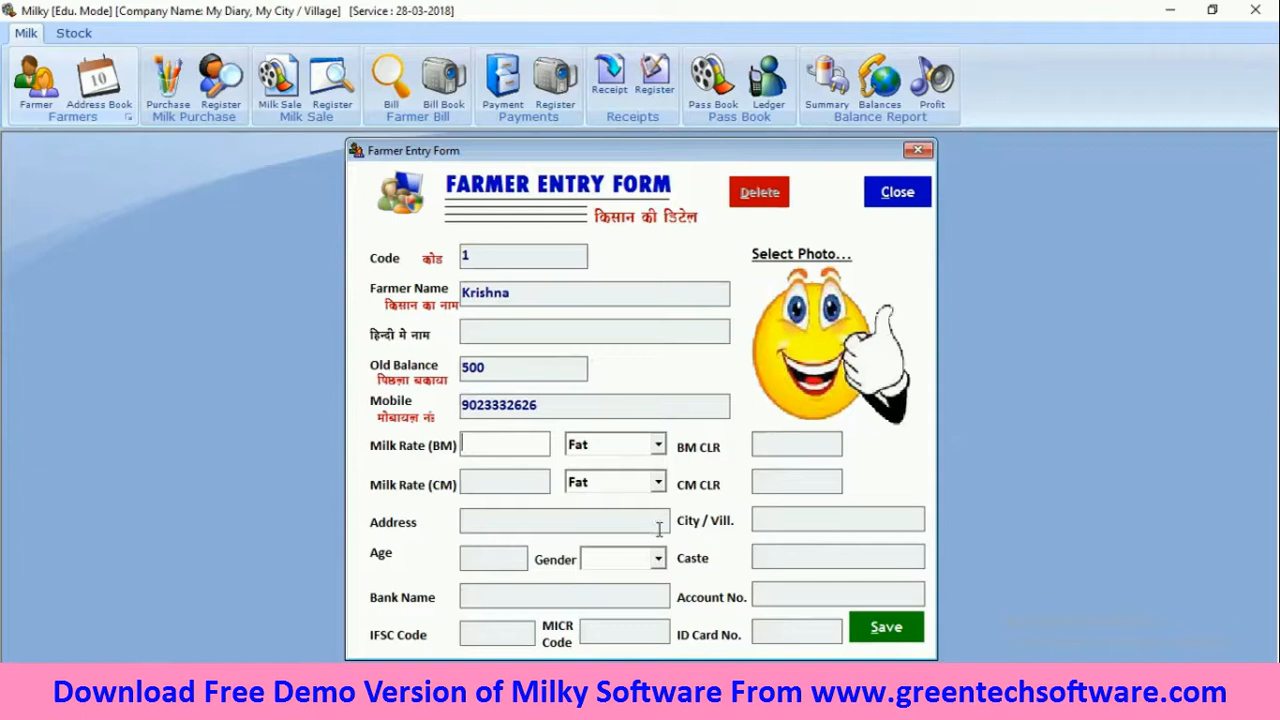 Milky [Edu. Mode] [Company Name: My Diary, My City / Village] [Service : 28-03-2018]
Milk Stock
Farmer Address Book Purchase Register Milk Sale Register Bill Bill Book Payment Register Receipt Register Pass Book Ledger Summary Balances Profit
Farmers Milk Purchase Milk Sale Farmer Bill Payments Receipts Pass Book Balance Report
Farmer Entry Form
FARMER ENTRY FORM Delete Close
किसान की डिटेल
Code कोड 1 Select Photo...
Farmer Name Krishna
किसान का नाम
हिन्दी मे नाम
Old Balance 500
पिछला बकाया
Mobile 9023332626
मोबायल नं:
Milk Rate (BM) Fat BM CLR
Milk Rate (CM) Fat CM CLR
Address City / Vill.
Age Gender Caste
Bank Name Account No.
IFSC Code MICR Code ID Card No. Save
Download Free Demo Version of Milky Software From www.greentechsoftware.com